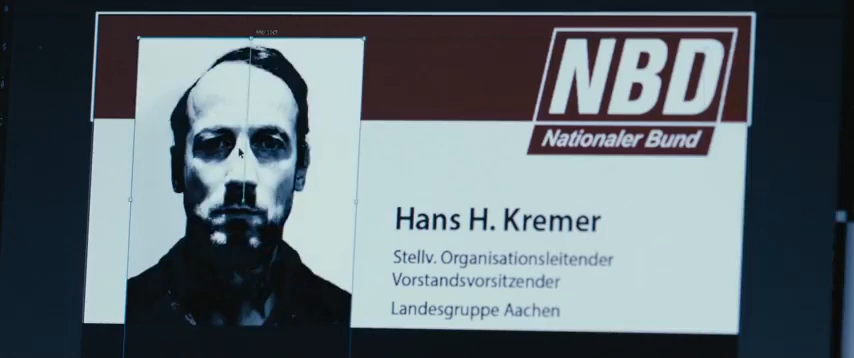 NBD
Nationaler Bund
Hans H. Kremer
Stellv. Organisationsleitender
Vorstandsvorsitzender
Landesgruppe Aachen